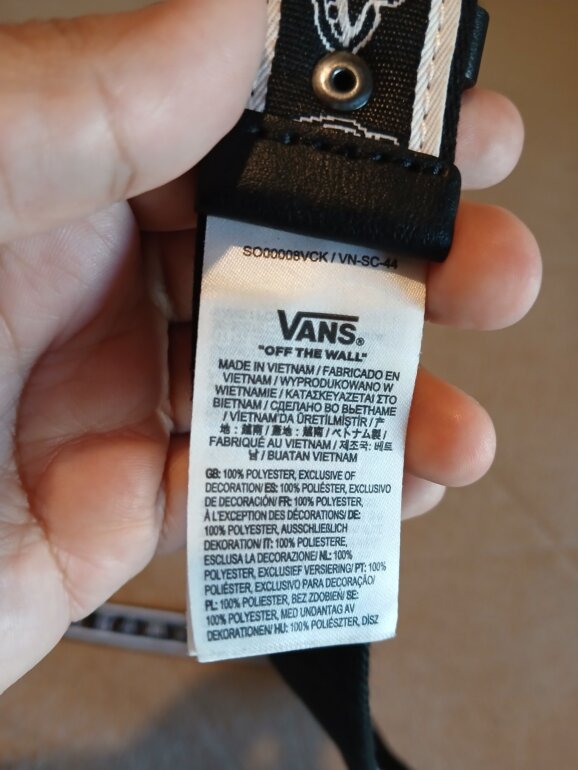 SO00008VCK / VN-SC-44
VANS®
"OFF THE WALL"
MADE IN VIETNAM / FABRICADO EN
VIETNAM / WYPRODUKOWANO W
WIETNAMIE / ΚΑΤΑΣΚΕΥΑΖΕΤΑΙ ΣΤΟ
ΒΙΕΤΝΑΜ / СДЕЛАНО ВО ВЬЕТНАМЕ
/ VİETNAM'DA ÜRETİLMİŞTİR / 产
地：越南 / 產地：越南 / ベトナム製 /
FABRIQUÉ AU VIETNAM / 제조국: 베트
남 / BUATAN VIETNAM
GB: 100% POLYESTER, EXCLUSIVE OF
DECORATION/ ES: 100% POLIÉSTER, EXCLUSIVO
DE DECORACIÓN/ FR: 100% POLYESTER,
À L'EXCEPTION DES DÉCORATIONS/ DE:
100% POLYESTER, AUSSCHLIEßLICH
DEKORATION/ IT: 100% POLIESTERE,
ESCLUSA LA DECORAZIONE/ NL: 100%
POLYESTER, EXCLUSIEF VERSIERING/ PT: 100%
POLIÉSTER, EXCLUSIVO PARA DECORAÇÃO/
PL: 100% POLIESTER, BEZ ZDOBIEŃ/ SE:
100% POLYESTER, MED UNDANTAG AV
DEKORATIONEN/ HU: 100% POLIÉSZTER, DÍSZ